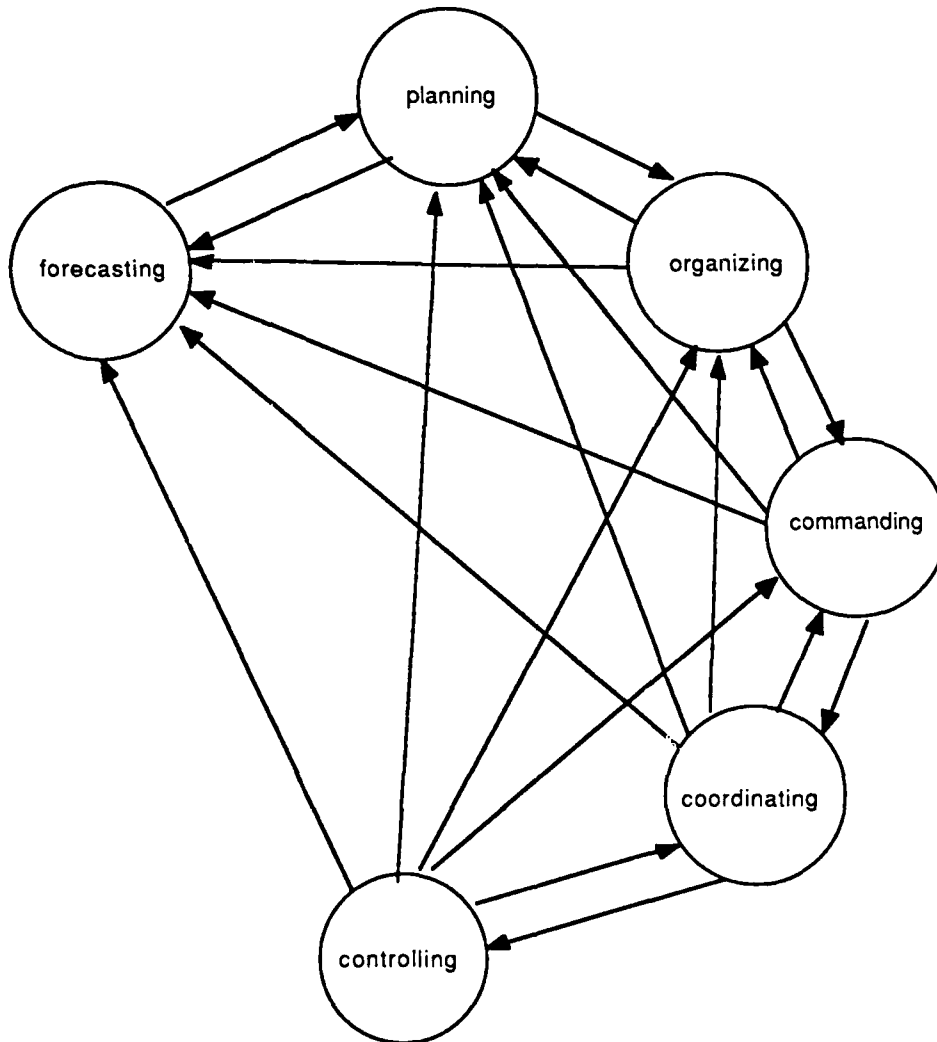 planning
forecasting
organizing
commanding
coordinating
controlling